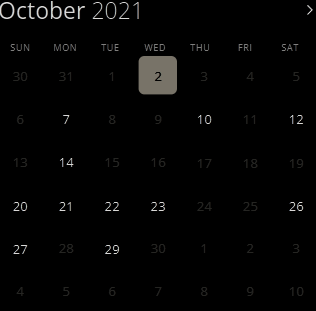 October 2021
SUN MON TUE WED THU FRI SAT
30 31 1 2 3 4 5
6 7 8 9 10 11 12
13 14 15 16 17 18 19
20 21 22 23 24 25 26
27 28 29 30 1 2 3
4 5 6 7 8 9 10